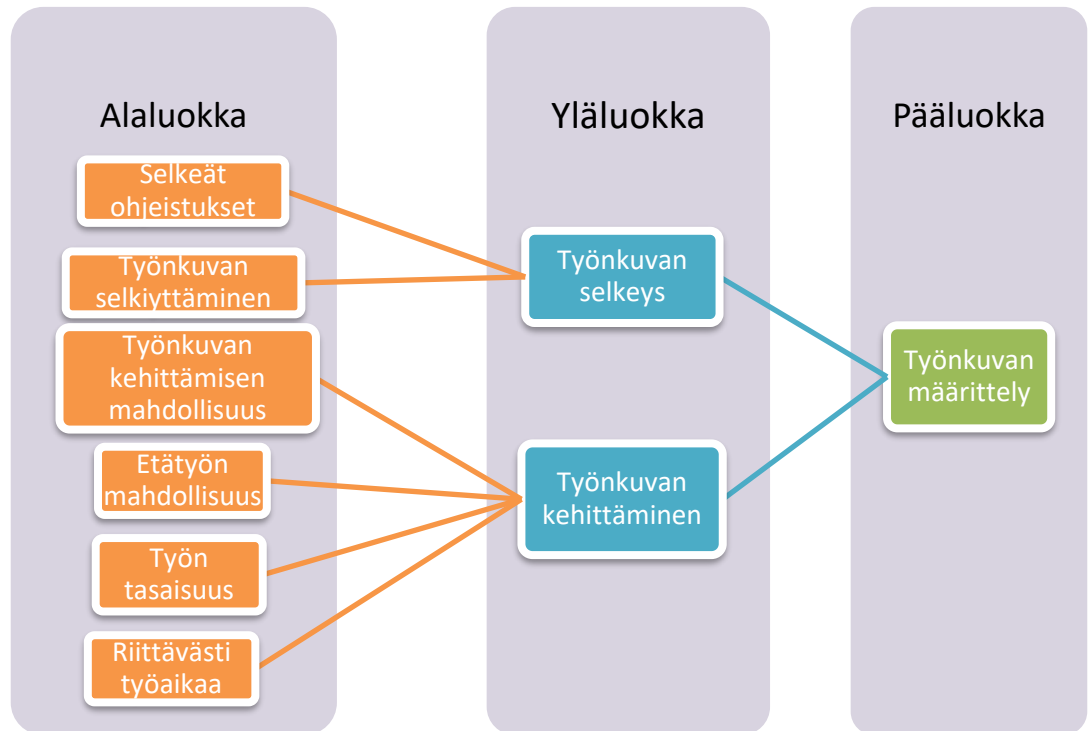 Alaluokka
Selkeät
ohjeistukset
Työnkuvan
selkiyttäminen
Työnkuvan
kehittämisen
mahdollisuus
Etätyön
mahdollisuus
Työn
tasaisuus
Riittävästi
työaikaa
Yläluokka
Työnkuvan
selkeys
Työnkuvan
kehittäminen
Pääluokka
Työnkuvan
määrittely